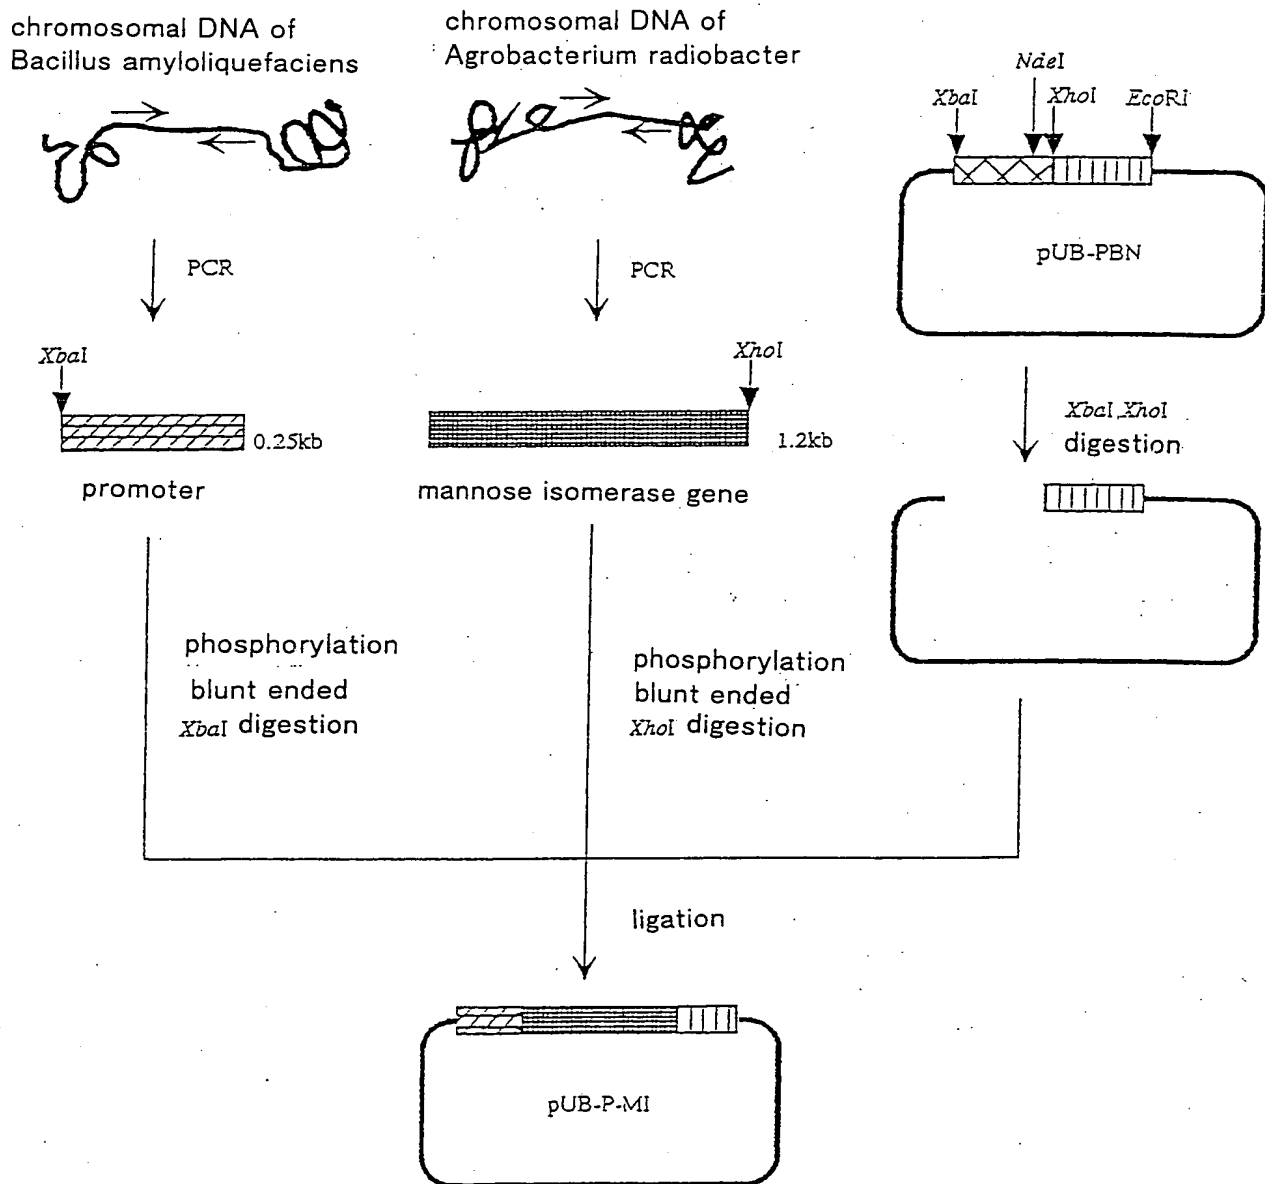 chromosomal DNA of
Bacillus amyloliquefaciens
chromosomal DNA of
Agrobacterium radiobacter
NdeI
XbaI
XhoI
EcoRI
pUB-PBN
PCR
PCR
XbaI
XhoI
0.25kb
1.2kb
promoter
mannose isomerase gene
XbaI,XhoI
digestion
phosphorylation
blunt ended
XbaI digestion
phosphorylation
blunt ended
XhoI digestion
ligation
pUB-P-MI